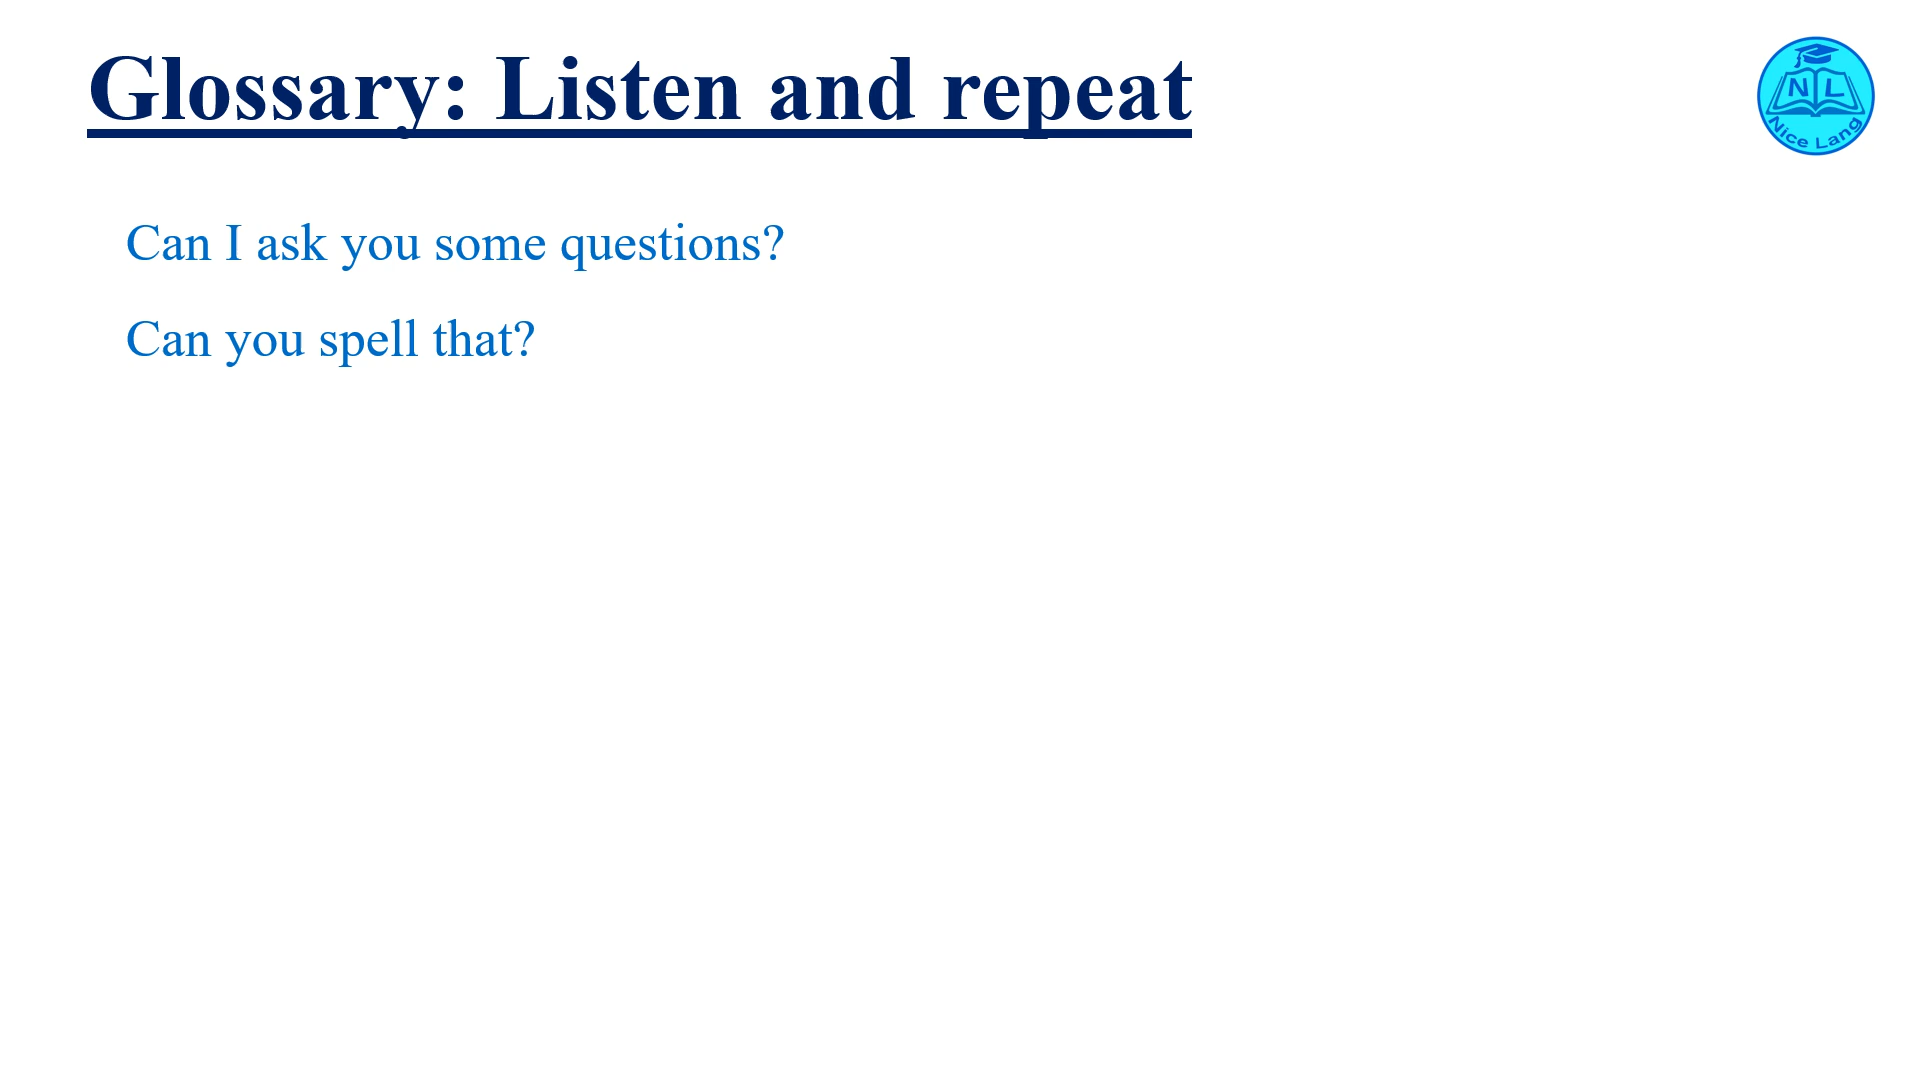 Glossary: Listen and repeat
N L
Nice Lang
Can I ask you some questions?
Can you spell that?